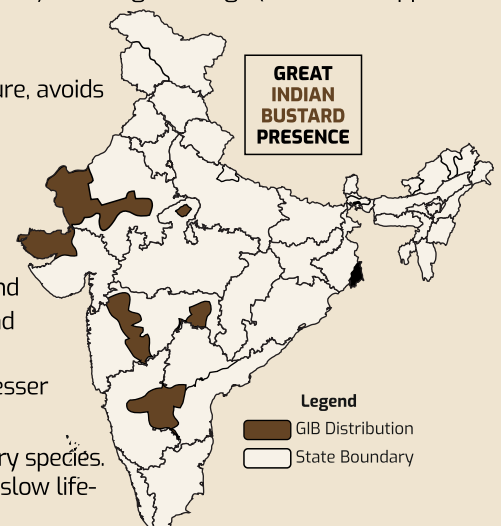 ure, avoids
GREAT
INDIAN
BUSTARD
PRESENCE
nd
d
esser
Legend
GIB Distribution
State Boundary
ry species.
slow life-